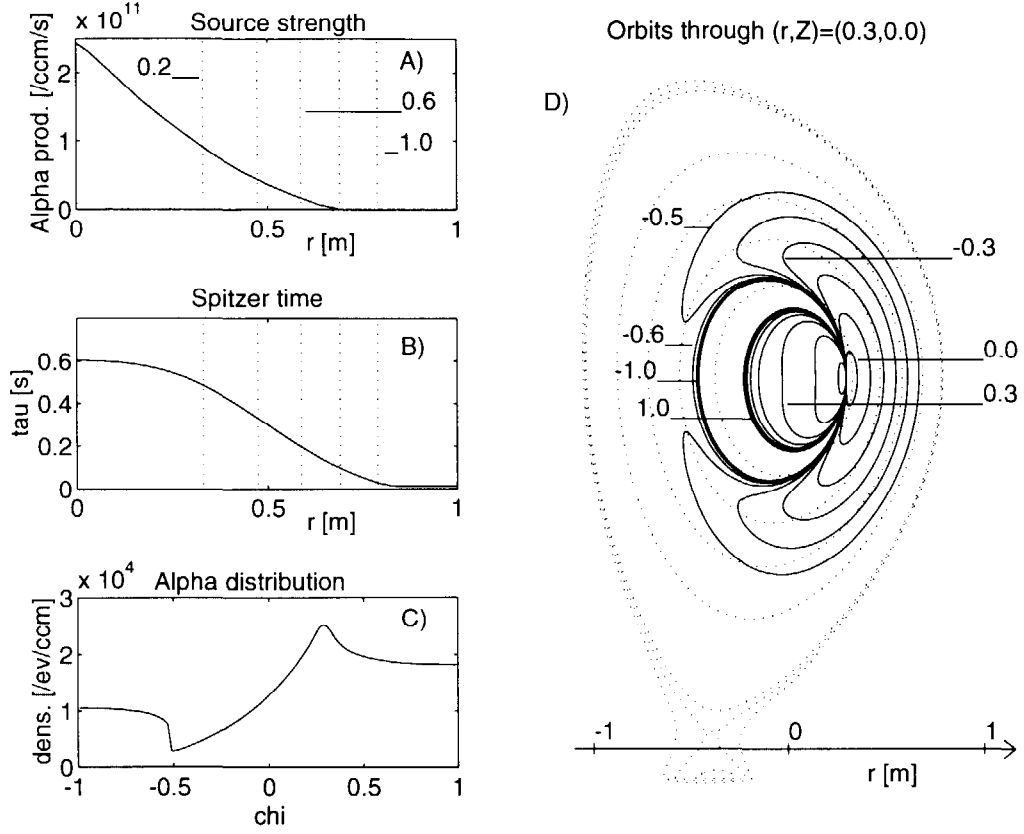 x 10^11
Source strength
A)
0.2
0.6
1.0
Alpha prod. [/ccm/s]
2
1
0
0
0.5
1
r [m]
Spitzer time
B)
tau [s]
0.6
0.4
0.2
0
0
0.5
1
r [m]
x 10^4
Alpha distribution
C)
dens. [/ev/ccm]
3
2
1
0
-1
-0.5
0
0.5
1
chi
Orbits through (r,Z)=(0.3,0.0)
D)
-0.5
-0.3
-0.6
0.0
-1.0
0.3
1.0
-1
0
1
r [m]